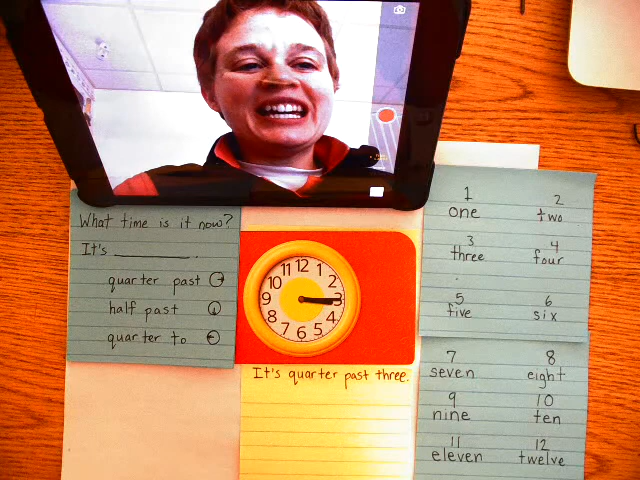 What time is it now?
It's ________.
quarter past
half past
quarter to
12
1
2
3
4
5
6
7
8
9
10
11
It's quarter past three.
1 2
one two
3 4
three four
5 6
five six
7 8
seven eight
9 10
nine ten
11 12
eleven twelve